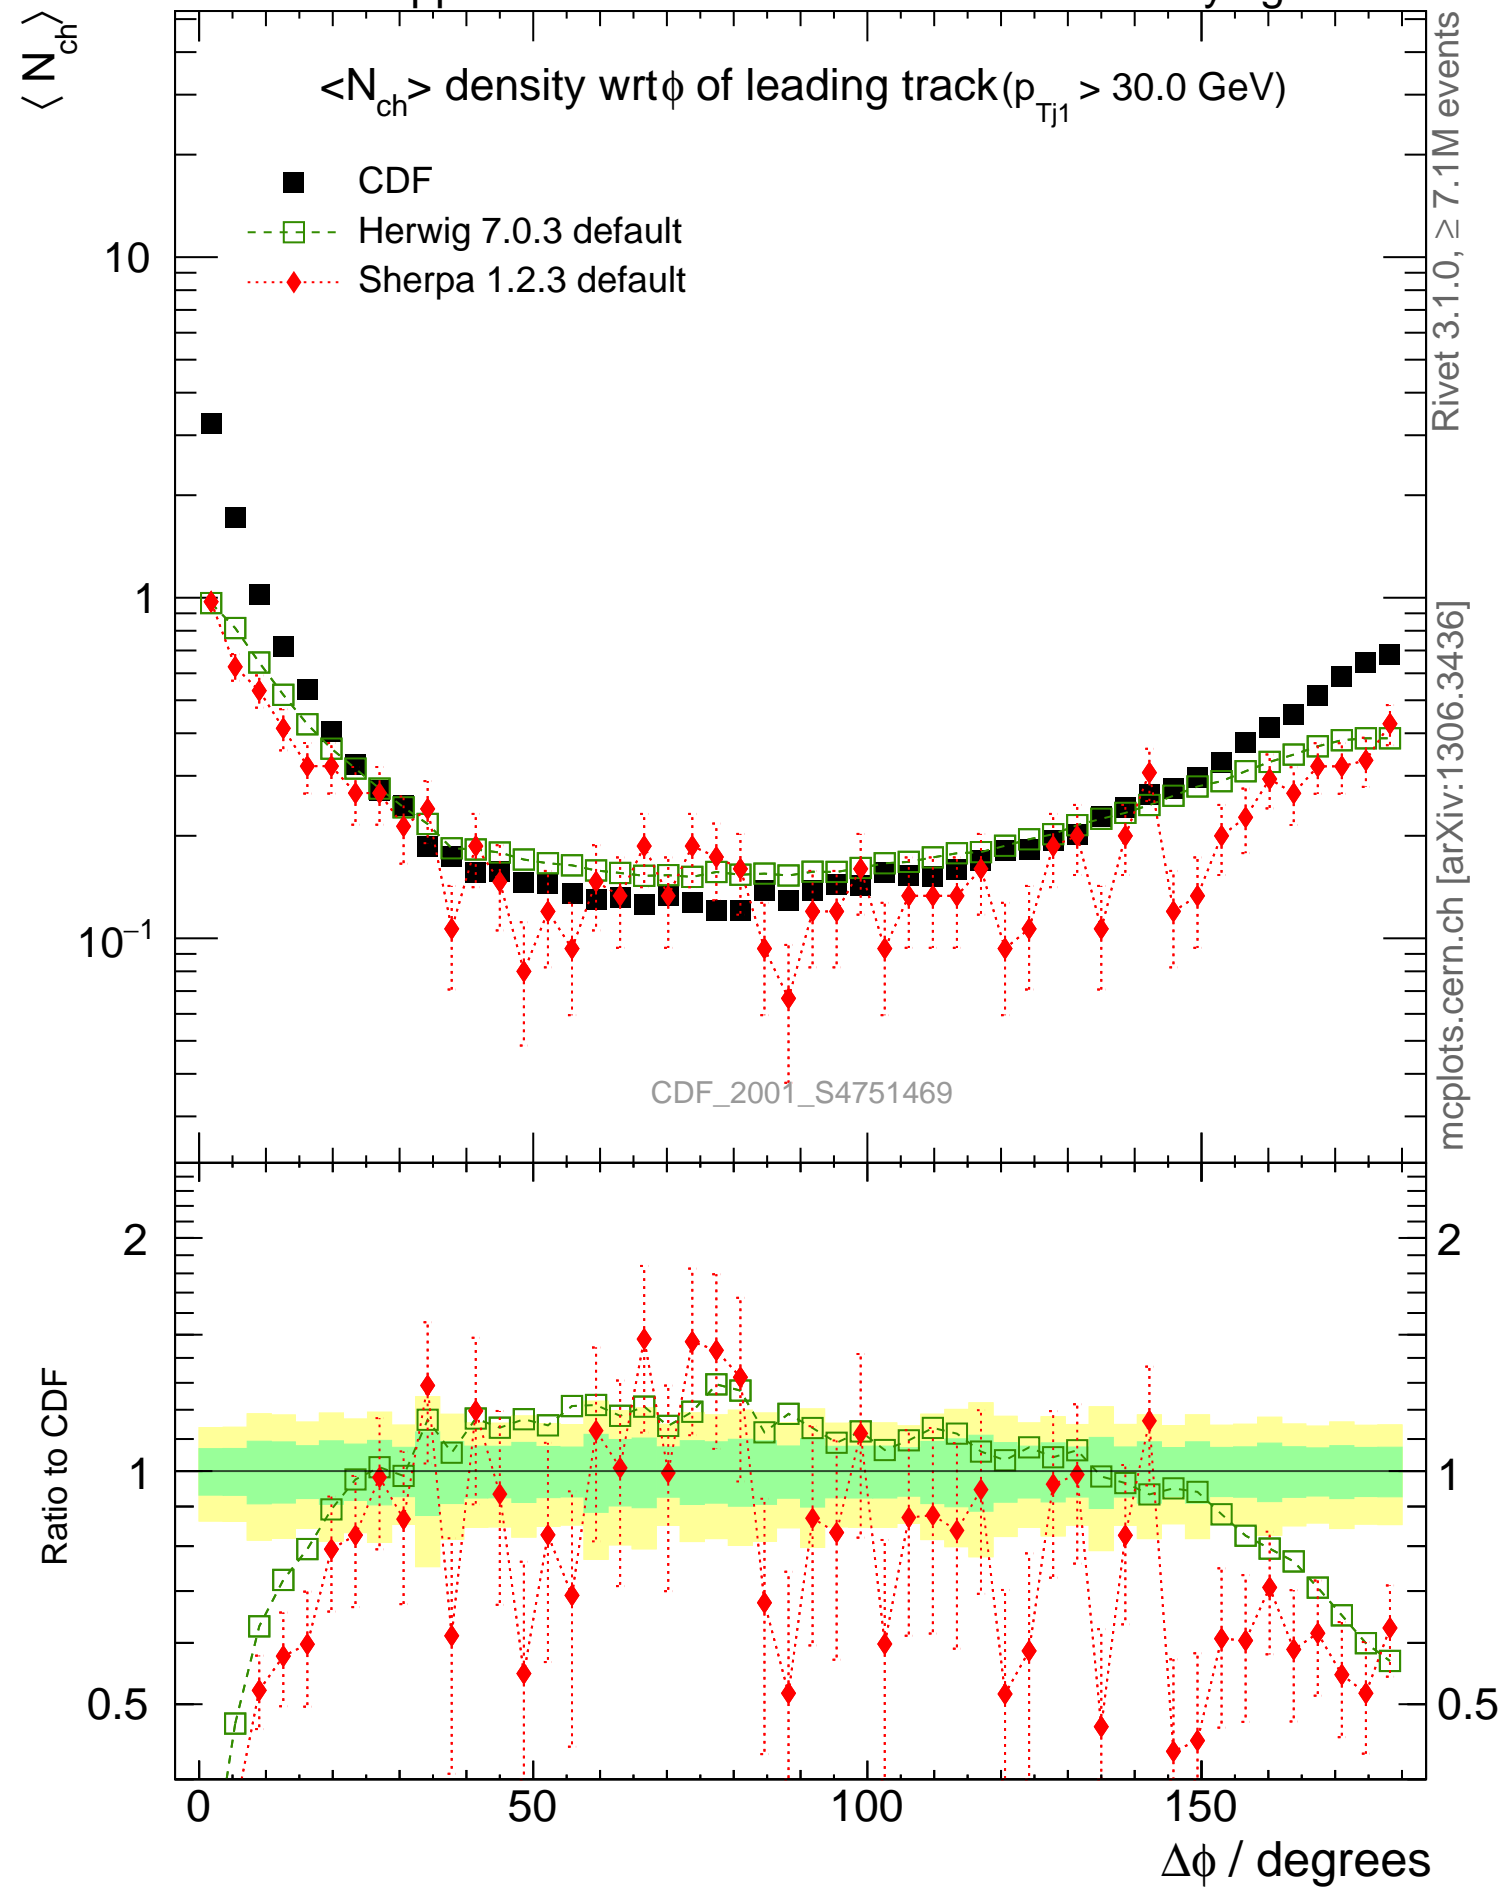 ⟨ N_ch ⟩
<N_ch> density wrt ϕ of leading track (p_Tj1 > 30.0 GeV)
CDF
Herwig 7.0.3 default
Sherpa 1.2.3 default
10
1
10⁻¹
CDF_2001_S4751469
Rivet 3.1.0, ≥ 7.1M events
mcplots.cern.ch [arXiv:1306.3436]
Ratio to CDF
2
1
0.5
2
1
0.5
0 50 100 150
Δϕ / degrees